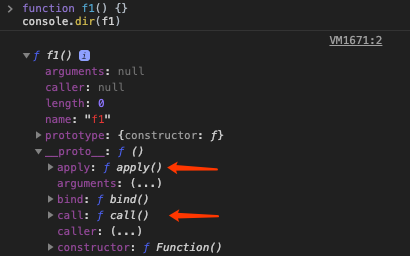 > function f1() {}
console.dir(f1)
VM1671:2
▼ ƒ f1() i
arguments: null
caller: null
length: 0
name: "f1"
▶ prototype: {constructor: ƒ}
▼ __proto__: ƒ ()
▶ apply: ƒ apply()
arguments: (...)
▶ bind: ƒ bind()
▶ call: ƒ call()
caller: (...)
▶ constructor: ƒ Function()